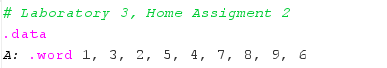 # Laboratory 3, Home Assigment 2
.data
A: .word 1, 3, 2, 5, 4, 7, 8, 9, 6